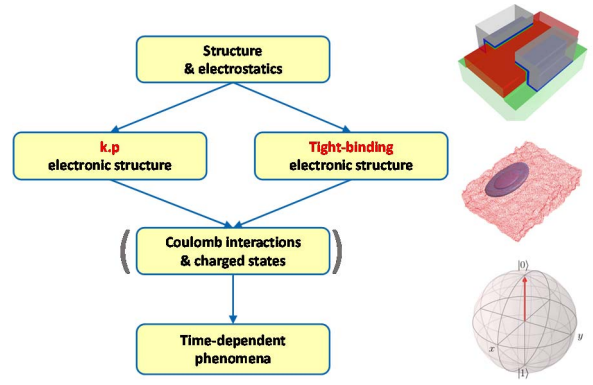 Structure
& electrostatics
k.p
electronic structure
Tight-binding
electronic structure
( Coulomb interactions
& charged states )
Time-dependent
phenomena
|0⟩
x
y
|1⟩